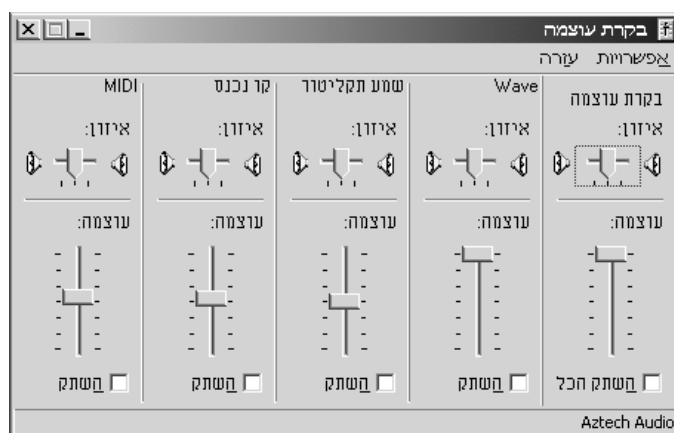 בקרת עוצמה
אפשרויות עזרה
בקרת עוצמה
איזון:
עוצמה:
השתק הכל
Wave
איזון:
עוצמה:
השתק
שמע תקליטור
איזון:
עוצמה:
השתק
קו נכנס
איזון:
עוצמה:
השתק
MIDI
איזון:
עוצמה:
השתק
Aztech Audio